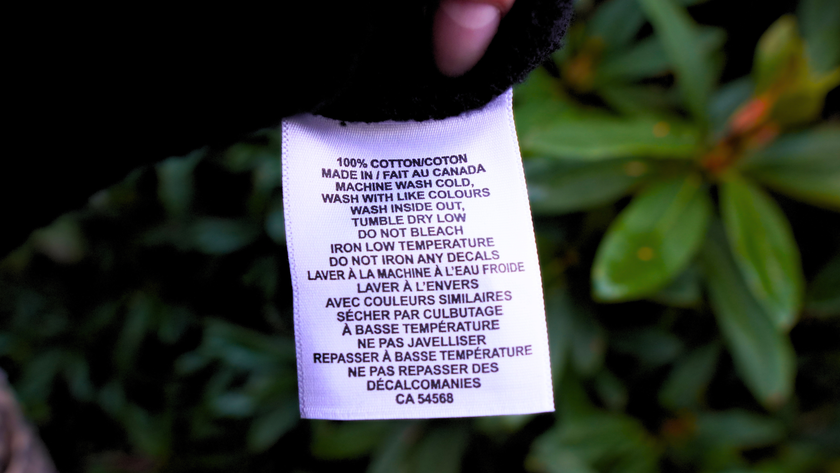 100% COTTON/COTON
MADE IN / FAIT AU CANADA
MACHINE WASH COLD,
WASH WITH LIKE COLOURS
WASH INSIDE OUT,
TUMBLE DRY LOW
DO NOT BLEACH
IRON LOW TEMPERATURE
DO NOT IRON ANY DECALS
LAVER À LA MACHINE À L'EAU FROIDE
LAVER À L'ENVERS
AVEC COULEURS SIMILAIRES
SÉCHER PAR CULBUTAGE
À BASSE TEMPÉRATURE
NE PAS JAVELLISER
REPASSER À BASSE TEMPÉRATURE
NE PAS REPASSER DES
DÉCALCOMANIES
CA 54568